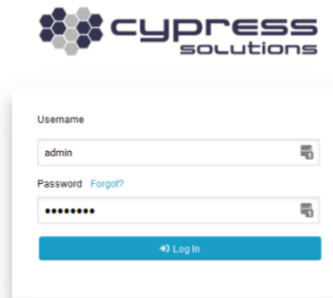 cypress
solutions
Username
admin
Password Forgot?
••••••••
Log In